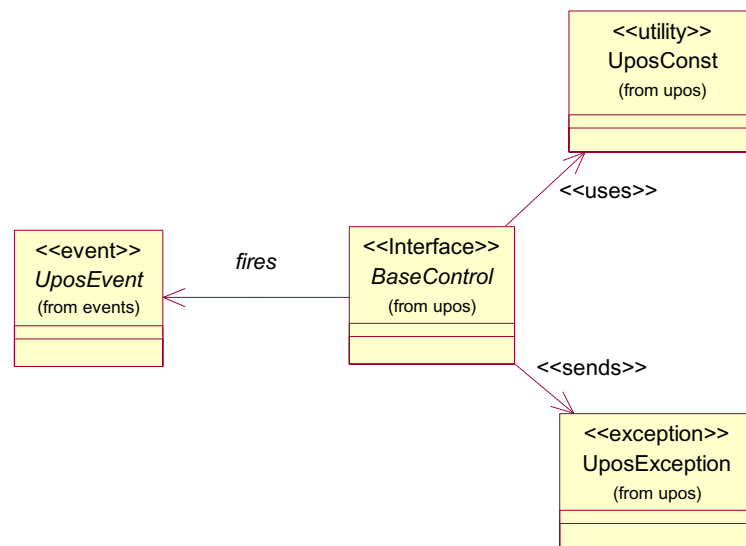 <<utility>>
UposConst
(from upos)
<<uses>>
<<event>>
UposEvent
(from events)
fires
<<Interface>>
BaseControl
(from upos)
<<sends>>
<<exception>>
UposException
(from upos)